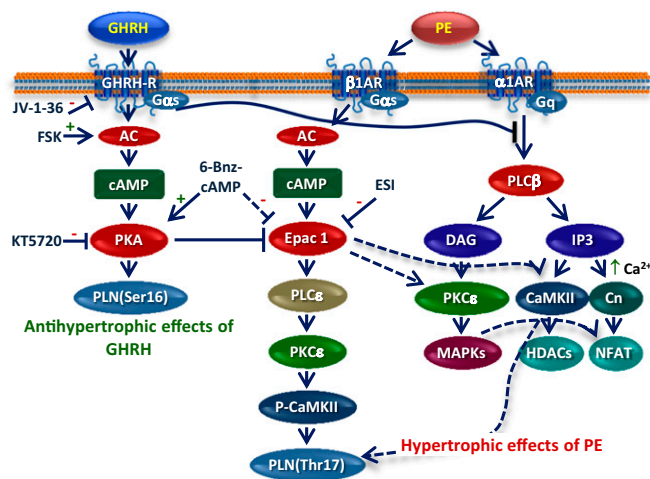 GHRH
PE
GHRH-R
β1AR
α1AR
Gαs
Gαs
Gq
JV-1-36
-
FSK
+
AC
AC
PLCβ
cAMP
6-Bnz-
cAMP
+
-
cAMP
-
ESI
KT5720
-
PKA
Epac 1
DAG
IP3
↑ Ca²⁺
PLN(Ser16)
PLCε
PKCε
CaMKII
Cn
Antihypertrophic effects of
GHRH
PKCε
MAPKs
HDACs
NFAT
P-CaMKII
Hypertrophic effects of PE
PLN(Thr17)